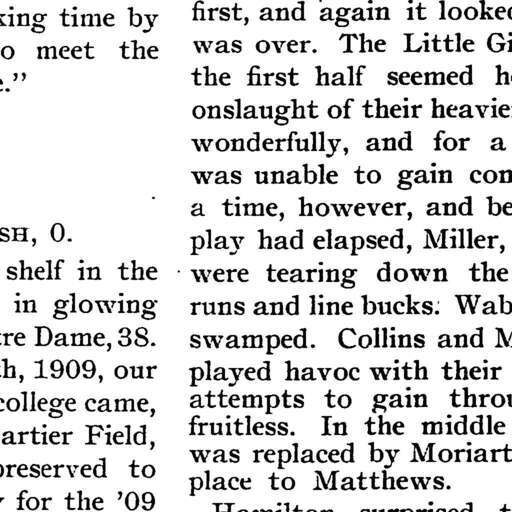 king time by
o meet the
e."
SH, 0.
shelf in the
in glowing
re Dame, 38.
h, 1909, our
college came,
artier Field,
preserved to
for the '09
first, and again it looked
was over. The Little Gi
the first half seemed h
onslaught of their heavie
wonderfully, and for a
was unable to gain con
a time, however, and be
play had elapsed, Miller,
were tearing down the
runs and line bucks. Wab
swamped. Collins and M
played havoc with their
attempts to gain throu
fruitless. In the middle
was replaced by Moriart
place to Matthews.
Hamilton surprised t